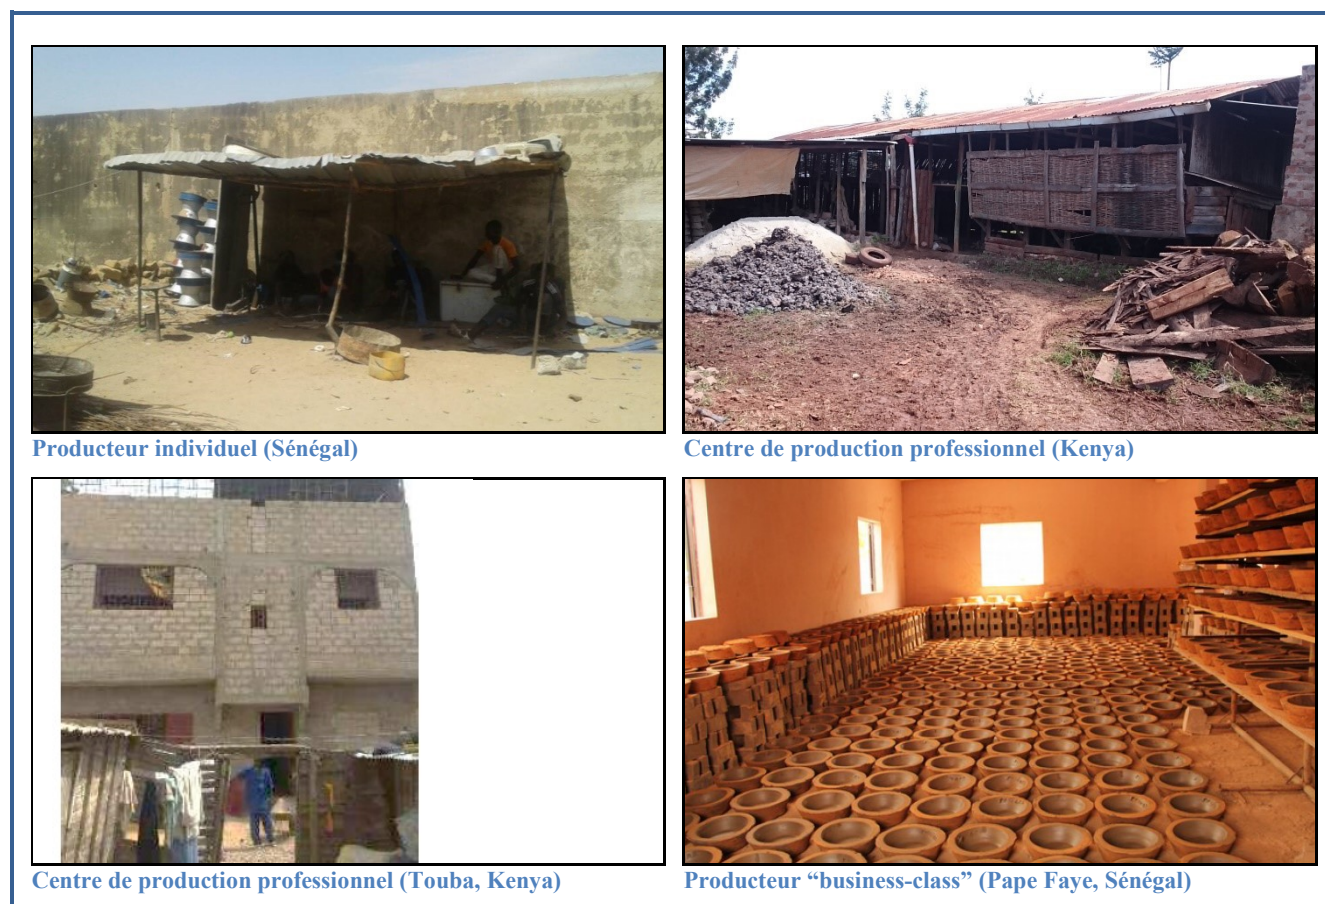 Producteur individuel (Sénégal)
Centre de production professionnel (Kenya)
Centre de production professionnel (Touba, Kenya)
Producteur “business-class” (Pape Faye, Sénégal)